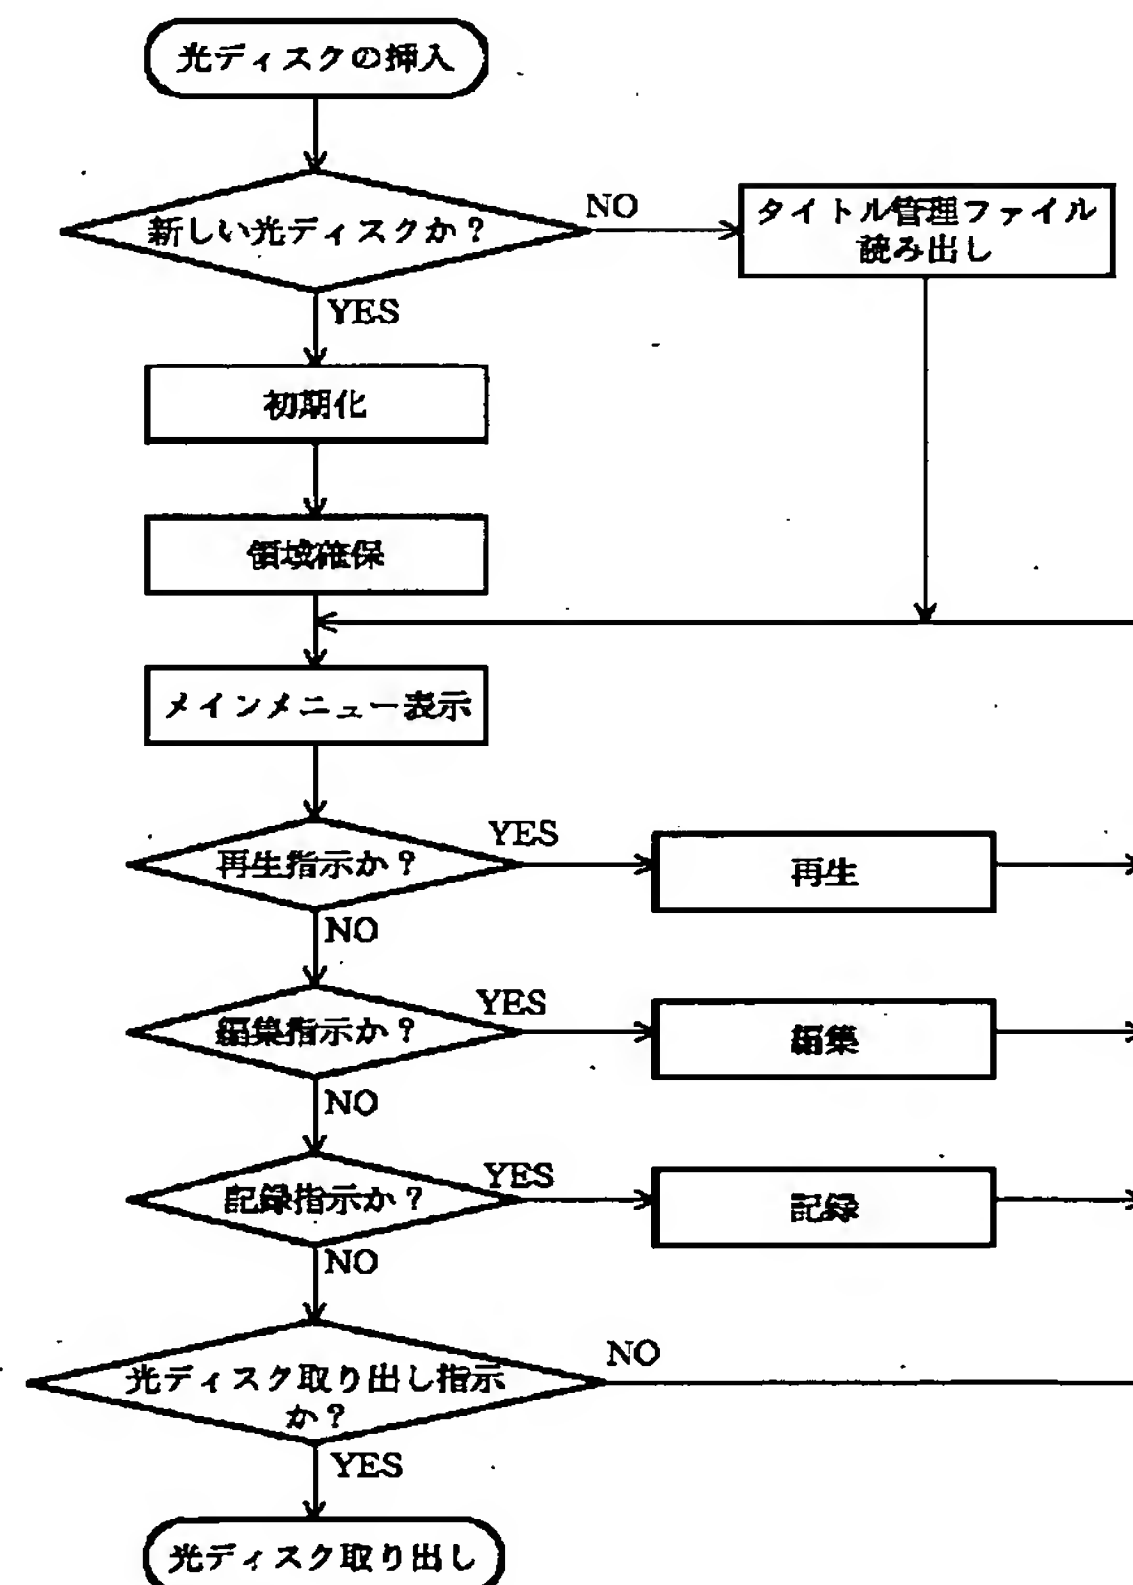 光ディスクの挿入
新しい光ディスクか?
NO
タイトル管理ファイル
読み出し
YES
初期化
領域確保
メインメニュー表示
再生指示か?
YES
再生
NO
編集指示か?
YES
編集
NO
記録指示か?
YES
記録
NO
光ディスク取り出し指示
か?
NO
YES
光ディスク取り出し